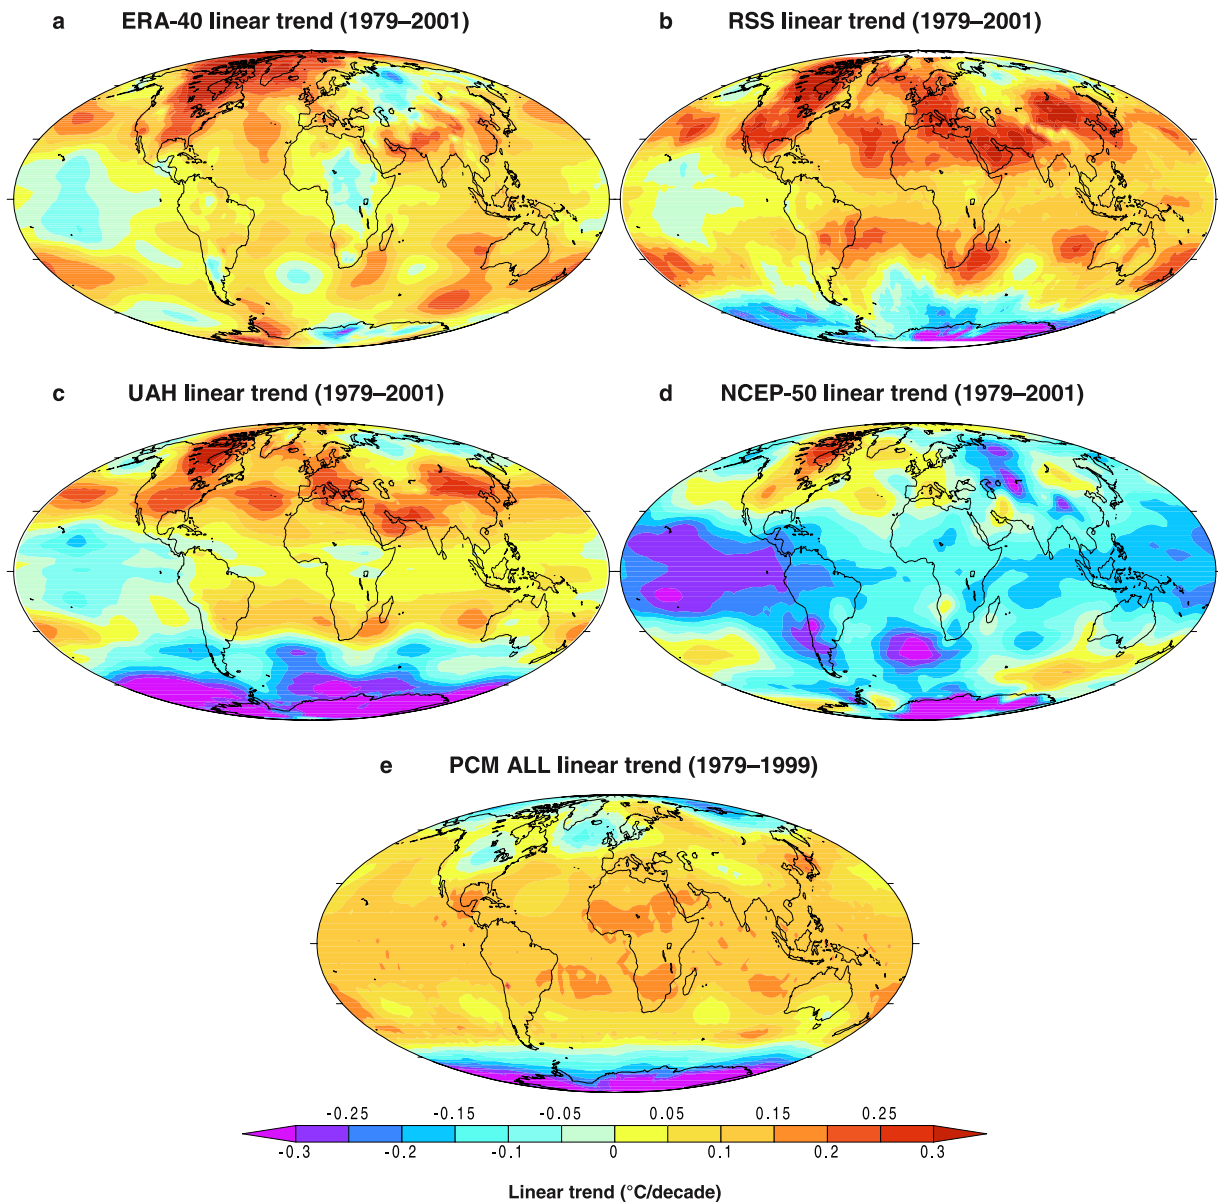 a ERA-40 linear trend (1979–2001)
b RSS linear trend (1979–2001)
c UAH linear trend (1979–2001)
d NCEP-50 linear trend (1979–2001)
e PCM ALL linear trend (1979–1999)
-0.25 -0.15 -0.05 0.05 0.15 0.25
-0.3 -0.2 -0.1 0 0.1 0.2 0.3
Linear trend (°C/decade)